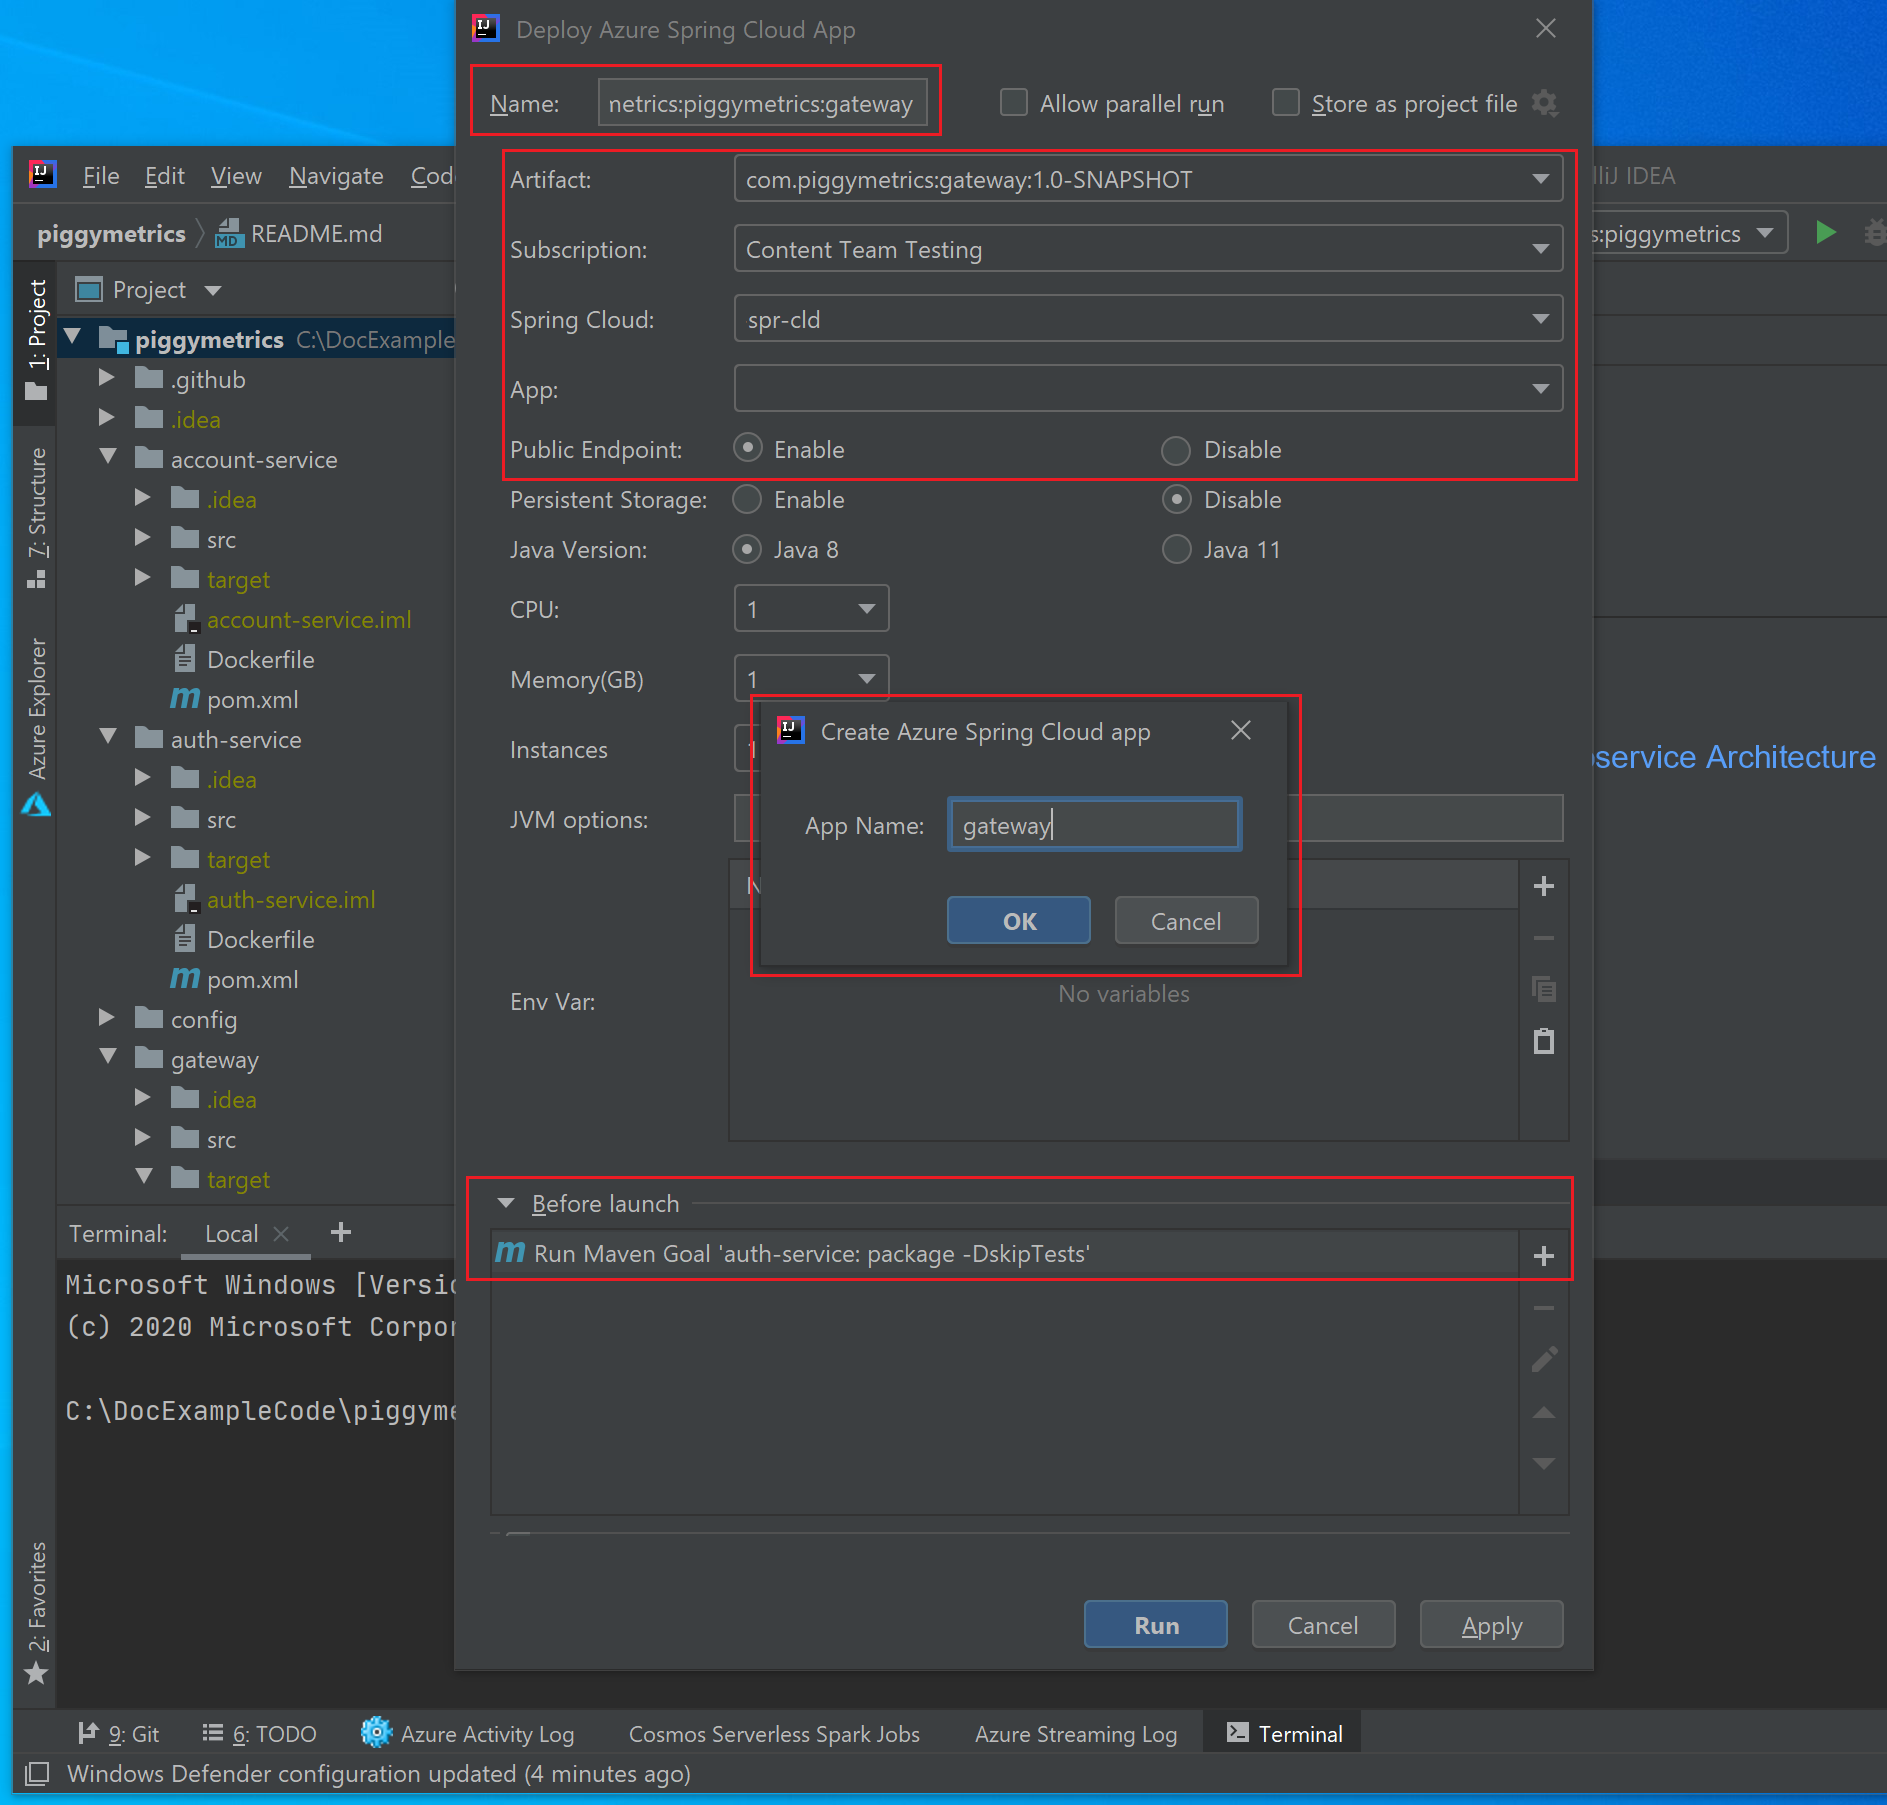 Deploy Azure Spring Cloud App
Name: netrics:piggymetrics:gateway
Allow parallel run
Store as project file
Artifact: com.piggymetrics:gateway:1.0-SNAPSHOT
Subscription: Content Team Testing
Spring Cloud: spr-cld
App:
Public Endpoint: Enable Disable
Persistent Storage: Enable Disable
Java Version: Java 8 Java 11
CPU: 1
Memory(GB) 1
Instances 1
JVM options:
Env Var:
No variables
Create Azure Spring Cloud app
App Name: gateway
OK Cancel
Before launch
m Run Maven Goal 'auth-service: package -DskipTests'
Run Cancel Apply
IJ File Edit View Navigate Cod
lliJ IDEA
piggymetrics README.md
s:piggymetrics
1: Project
7: Structure
Azure Explorer
2: Favorites
Project
piggymetrics C:\DocExample
.github
.idea
account-service
.idea
src
target
account-service.iml
Dockerfile
m pom.xml
auth-service
.idea
src
target
auth-service.iml
Dockerfile
m pom.xml
config
gateway
.idea
src
target
service Architecture
Terminal: Local
Microsoft Windows [Versio
(c) 2020 Microsoft Corpor
C:\DocExampleCode\piggyme
9: Git 6: TODO Azure Activity Log Cosmos Serverless Spark Jobs Azure Streaming Log Terminal
Windows Defender configuration updated (4 minutes ago)